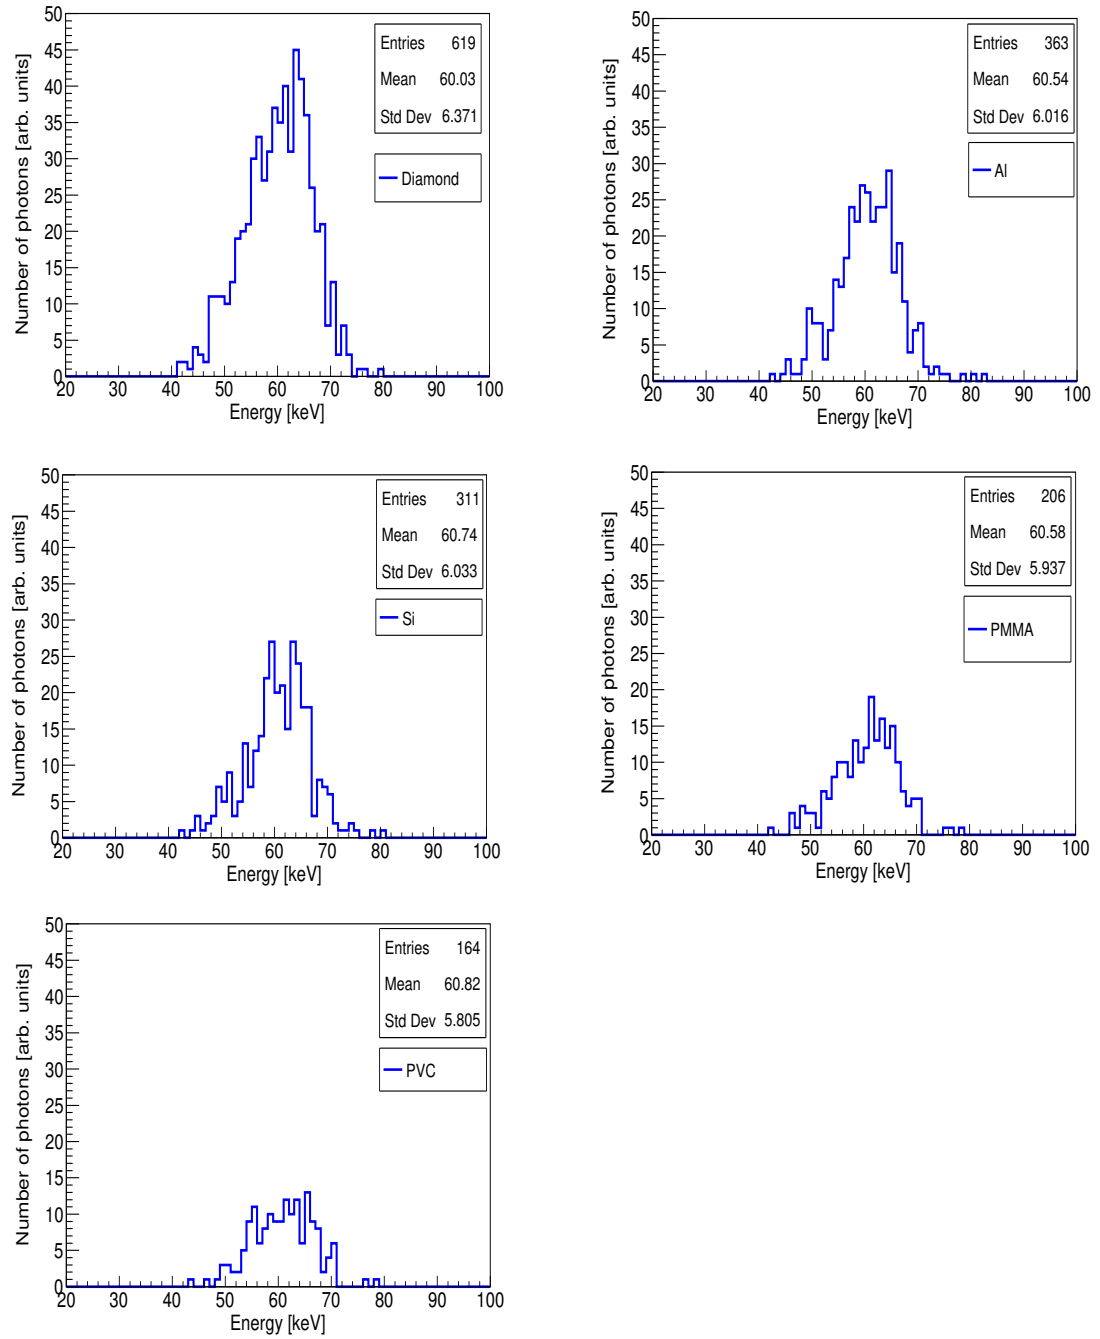 Number of photons [arb. units]
50
45
40
35
30
25
20
15
10
5
0
Entries 619
Mean 60.03
Std Dev 6.371
Diamond
20 30 40 50 60 70 80 90 100
Energy [keV]
Number of photons [arb. units]
50
45
40
35
30
25
20
15
10
5
0
Entries 363
Mean 60.54
Std Dev 6.016
Al
20 30 40 50 60 70 80 90 100
Energy [keV]
Number of photons [arb. units]
50
45
40
35
30
25
20
15
10
5
0
Entries 311
Mean 60.74
Std Dev 6.033
Si
20 30 40 50 60 70 80 90 100
Energy [keV]
Number of photons [arb. units]
50
45
40
35
30
25
20
15
10
5
0
Entries 206
Mean 60.58
Std Dev 5.937
PMMA
20 30 40 50 60 70 80 90 100
Energy [keV]
Number of photons [arb. units]
50
45
40
35
30
25
20
15
10
5
0
Entries 164
Mean 60.82
Std Dev 5.805
PVC
20 30 40 50 60 70 80 90 100
Energy [keV]